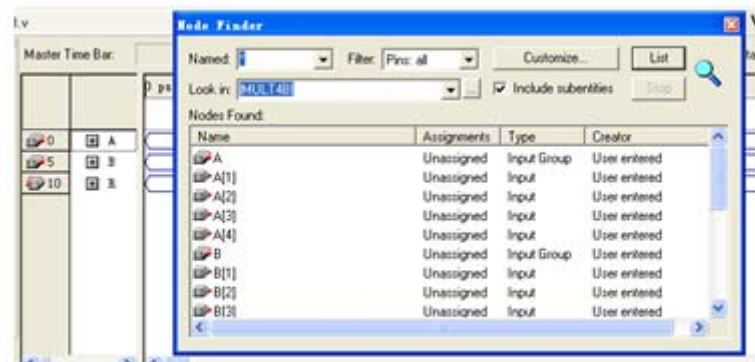 l.v
Node Finder
Master Time Bar:
Named: * Filter: Pins: all Customize... List
Look in: |MULT4B| Include subentities Stop
0 ps
Nodes Found:
Name Assignments Type Creator
A Unassigned Input Group User entered
A[1] Unassigned Input User entered
A[2] Unassigned Input User entered
A[3] Unassigned Input User entered
A[4] Unassigned Input User entered
B Unassigned Input Group User entered
B[1] Unassigned Input User entered
B[2] Unassigned Input User entered
B[3] Unassigned Input User entered
0 A
5 B
10 R